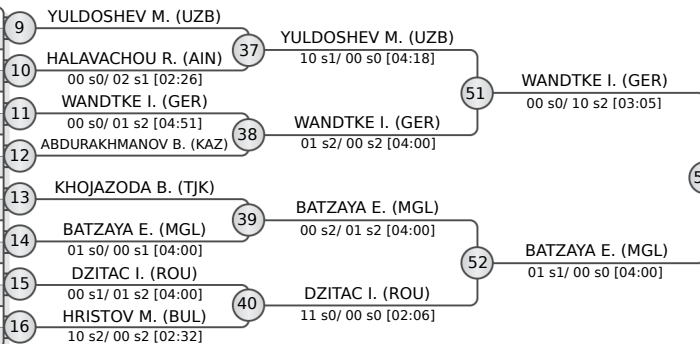 9
YULDOSHEV M. (UZB)
10
HALAVACHOU R. (AIN)
00 s0/ 02 s1 [02:26]
37
YULDOSHEV M. (UZB)
10 s1/ 00 s0 [04:18]
11
WANDTKE I. (GER)
00 s0/ 01 s2 [04:51]
12
ABDURAKHMANOV B. (KAZ)
38
WANDTKE I. (GER)
01 s2/ 00 s2 [04:00]
51
WANDTKE I. (GER)
00 s0/ 10 s2 [03:05]
13
KHOJAZODA B. (TJK)
14
BATZAYA E. (MGL)
01 s0/ 00 s1 [04:00]
39
BATZAYA E. (MGL)
00 s2/ 01 s2 [04:00]
15
DZITAC I. (ROU)
00 s1/ 01 s2 [04:00]
16
HRISTOV M. (BUL)
10 s2/ 00 s2 [02:32]
40
DZITAC I. (ROU)
11 s0/ 00 s0 [02:06]
52
BATZAYA E. (MGL)
01 s1/ 00 s0 [04:00]